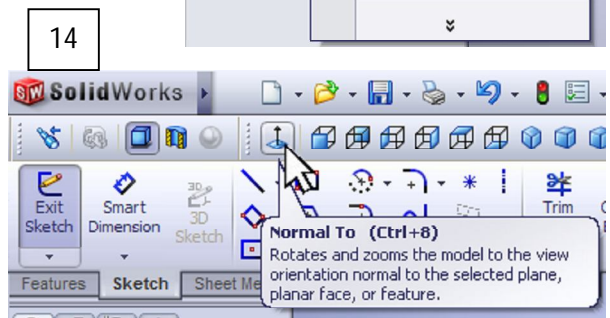 14
SolidWorks
Exit
Sketch
Smart
Dimension
3D
Sketch
Trim
Normal To (Ctrl+8)
Rotates and zooms the model to the view
orientation normal to the selected plane,
planar face, or feature.
Features Sketch Sheet Me